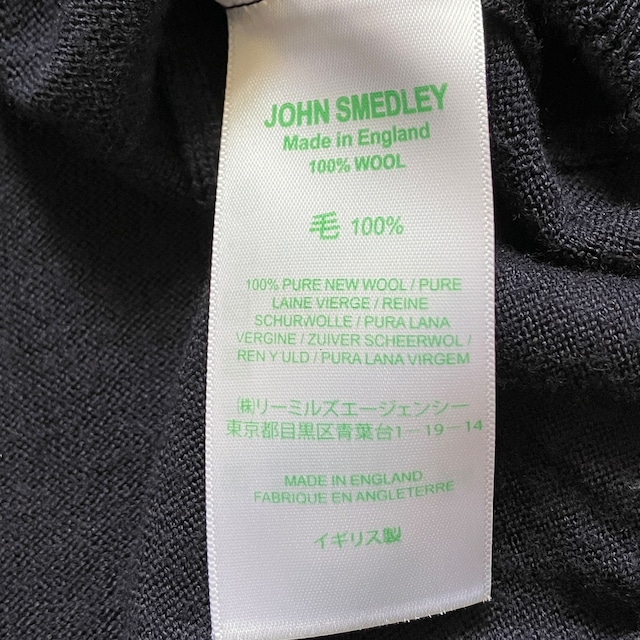 JOHN SMEDLEY
Made in England
100% WOOL
毛 100%
100% PURE NEW WOOL / PURE
LAINE VIERGE / REINE
SCHURWOLLE / PURA LANA
VERGINE / ZUIVER SCHEERWOL /
REN Y ULD / PURA LANA VIRGEM
㈱リーミルズエージェンシー
東京都目黒区青葉台1-19-14
MADE IN ENGLAND
FABRIQUE EN ANGLETERRE
イギリス製